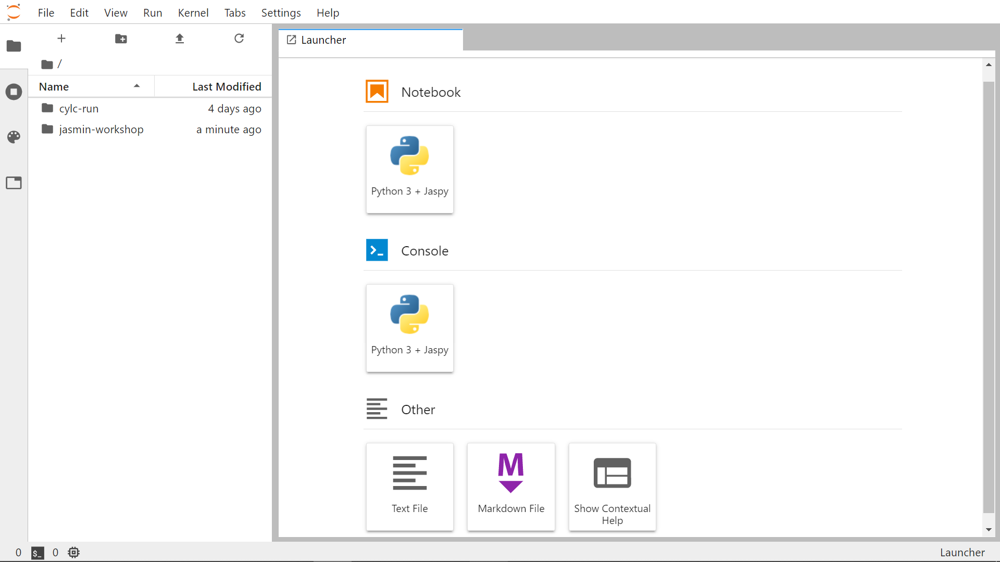 File Edit View Run Kernel Tabs Settings Help
Launcher
/
Name Last Modified
cylc-run 4 days ago
jasmin-workshop a minute ago
Notebook
Python 3 + Jaspy
Console
Python 3 + Jaspy
Other
Text File
Markdown File
Show Contextual
Help
0 $_ 0 Launcher